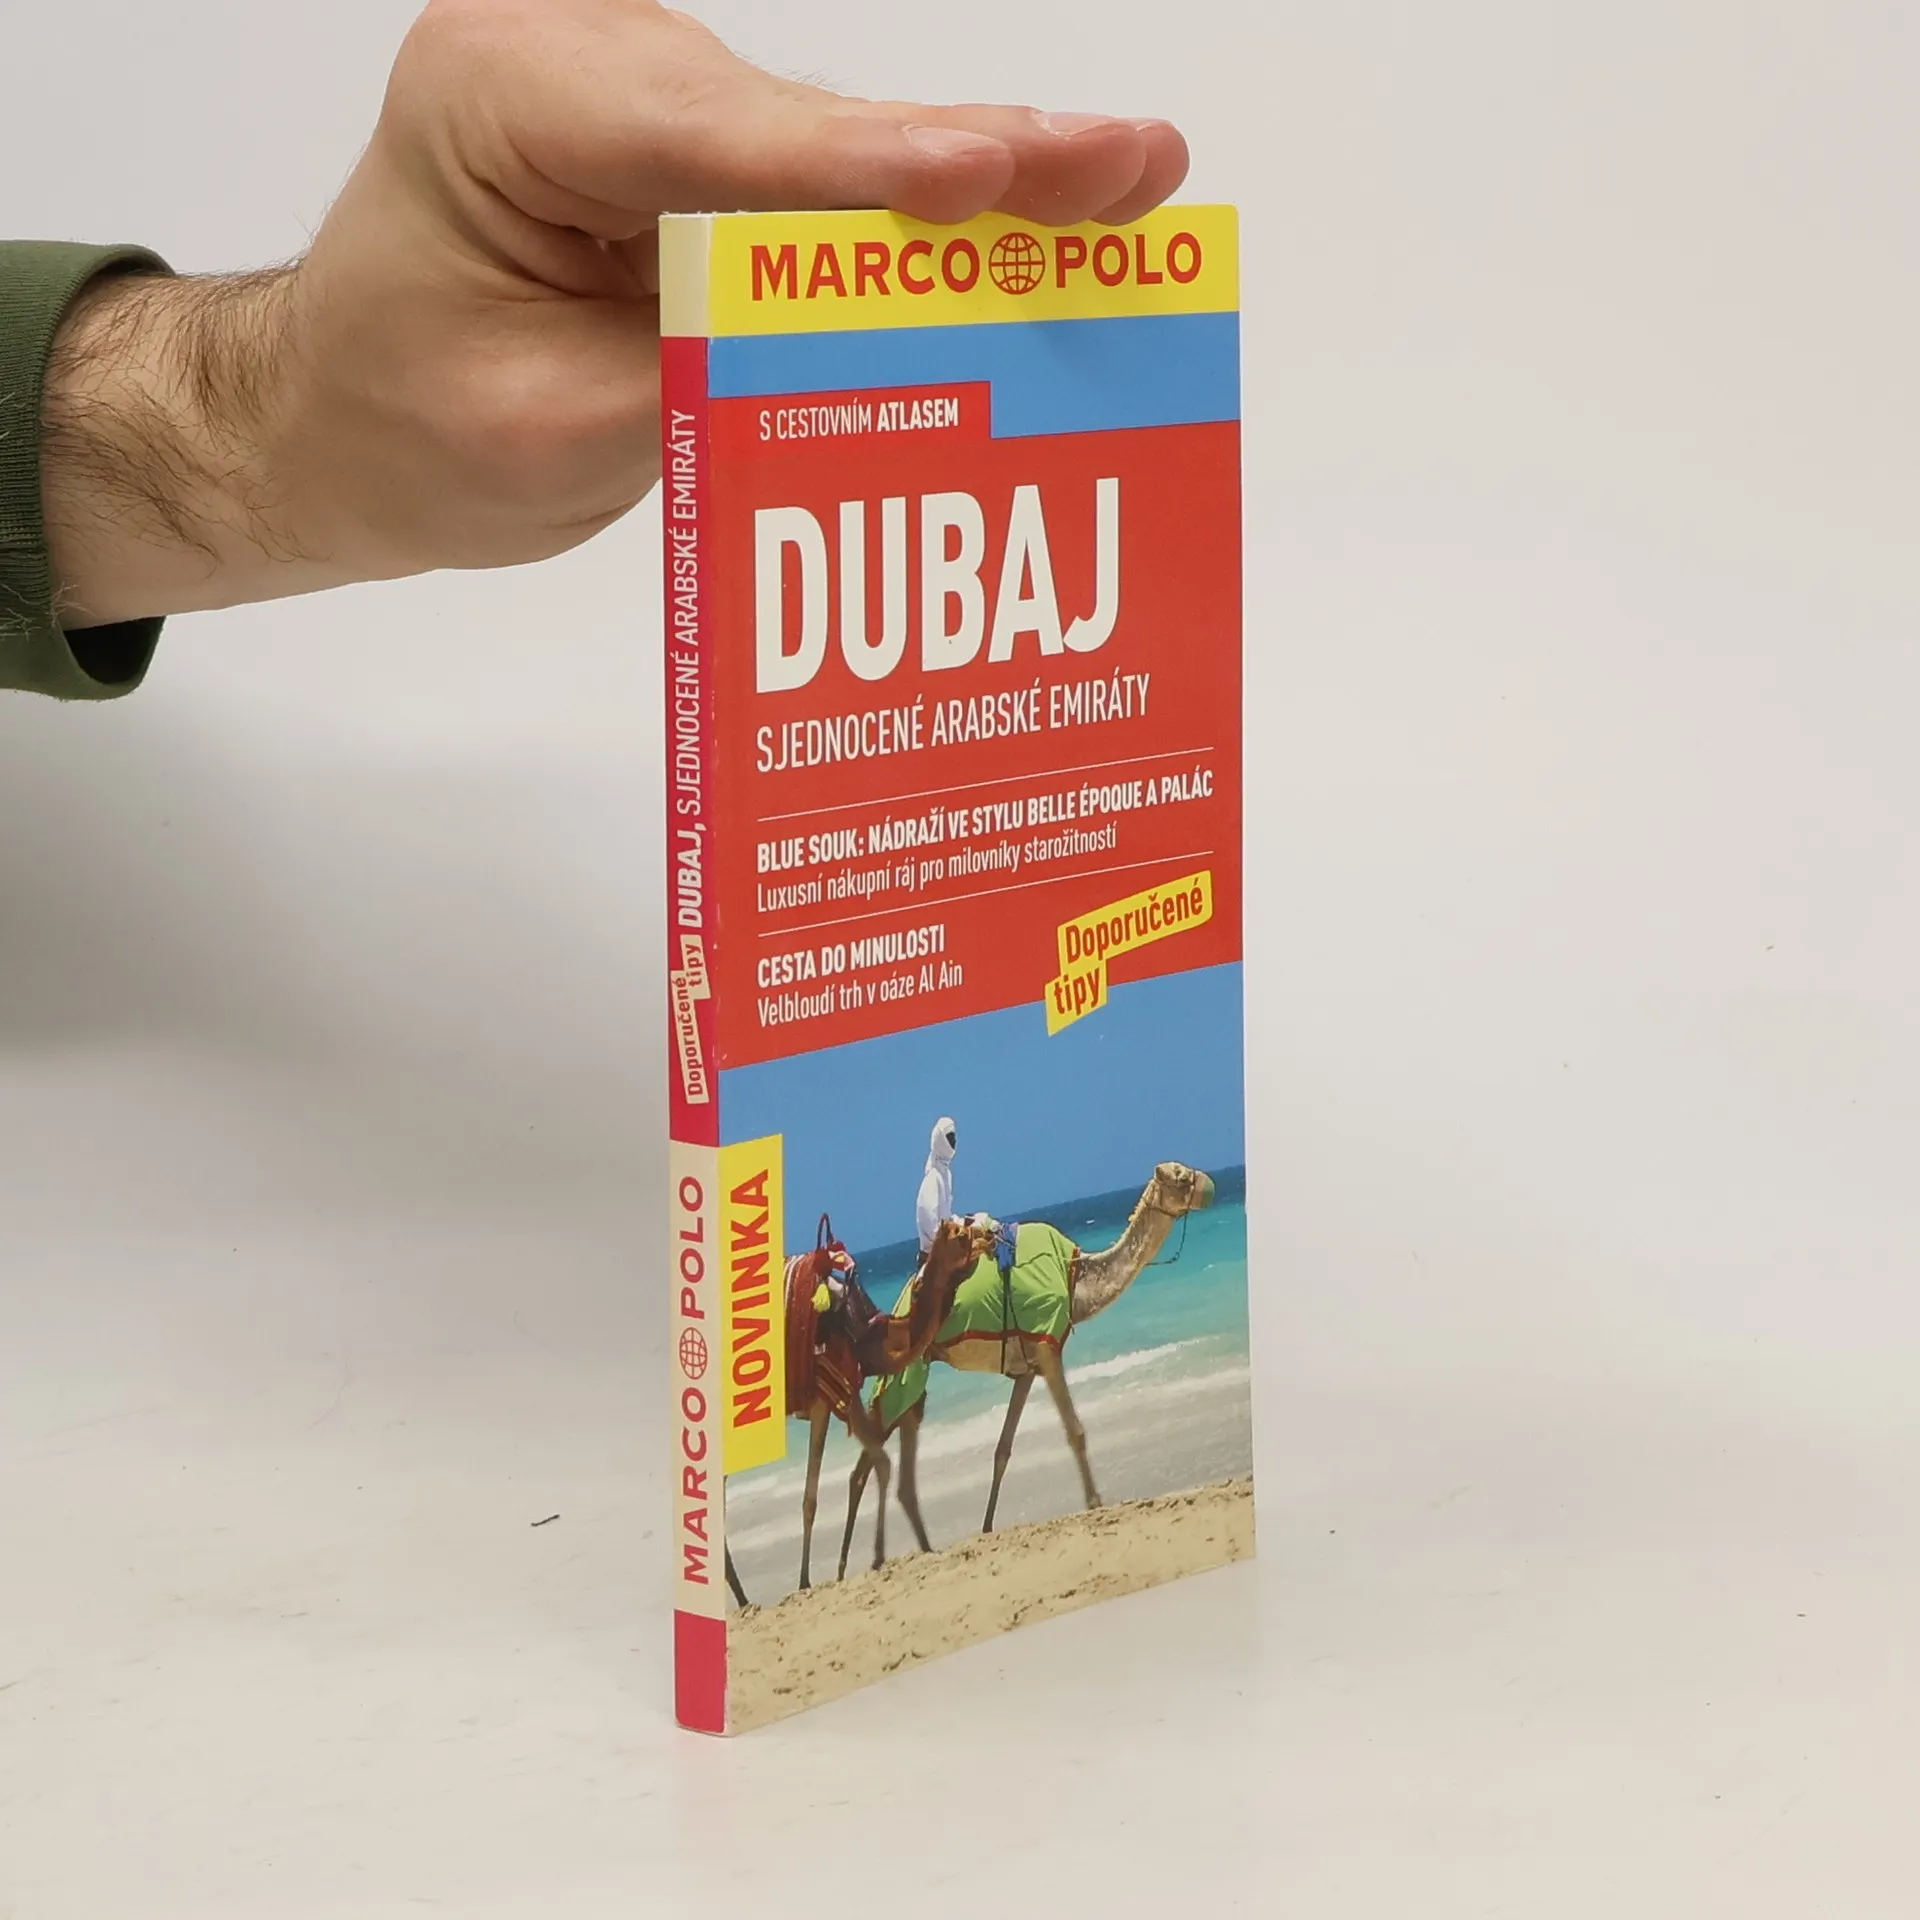 MARCO POLO
S CESTOVNÍM ATLASEM
DUBAJ
SJEDNOCENÉ ARABSKÉ EMIRÁTY
BLUE SOUK: NÁDRAŽÍ VE STYLU BELLE ÉPOQUE A PALÁC
Luxusní nákupní ráj pro milovníky starožitností
CESTA DO MINULOSTI
Velbloudí trh v oáze Al Ain
Doporučené
tipy
NOVINKA
MARCO POLO
Doporučené
tipy
DUBAJ, SJEDNOCENÉ ARABSKÉ EMIRÁTY